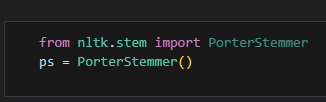 from nltk.stem import PorterStemmer
ps = PorterStemmer()